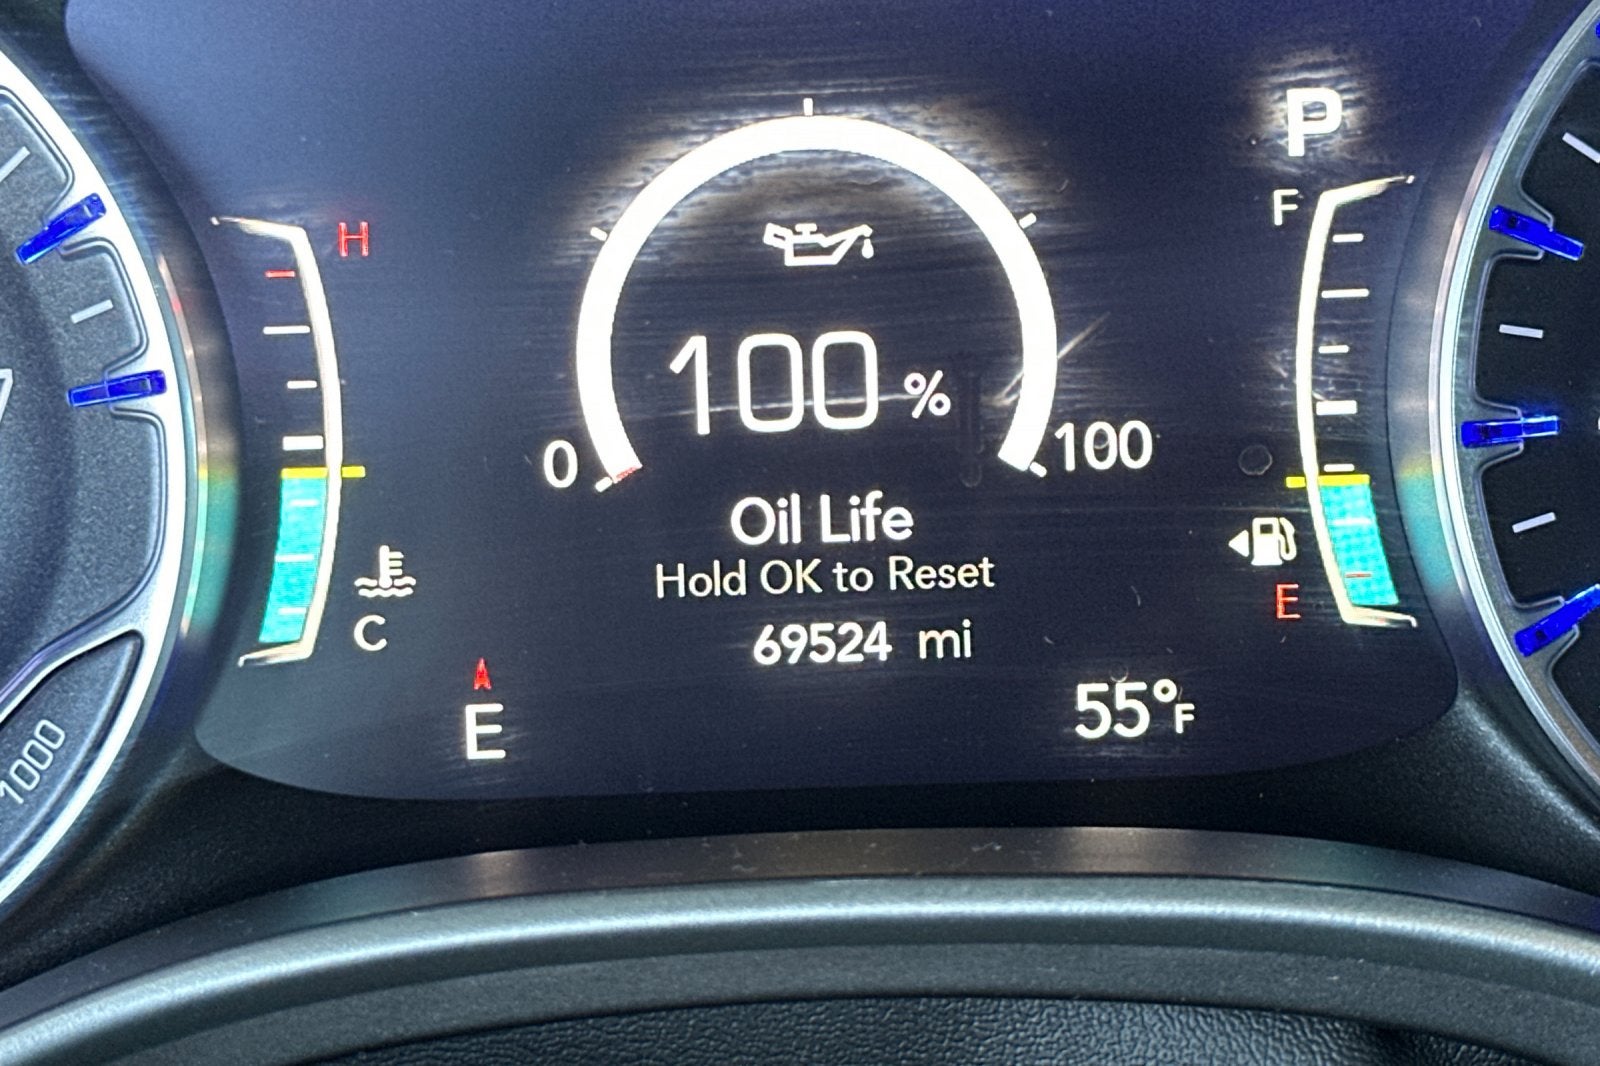 P
H
F
100 %
0
100
Oil Life
Hold OK to Reset
E
C
69524 mi
E
55°F
1000